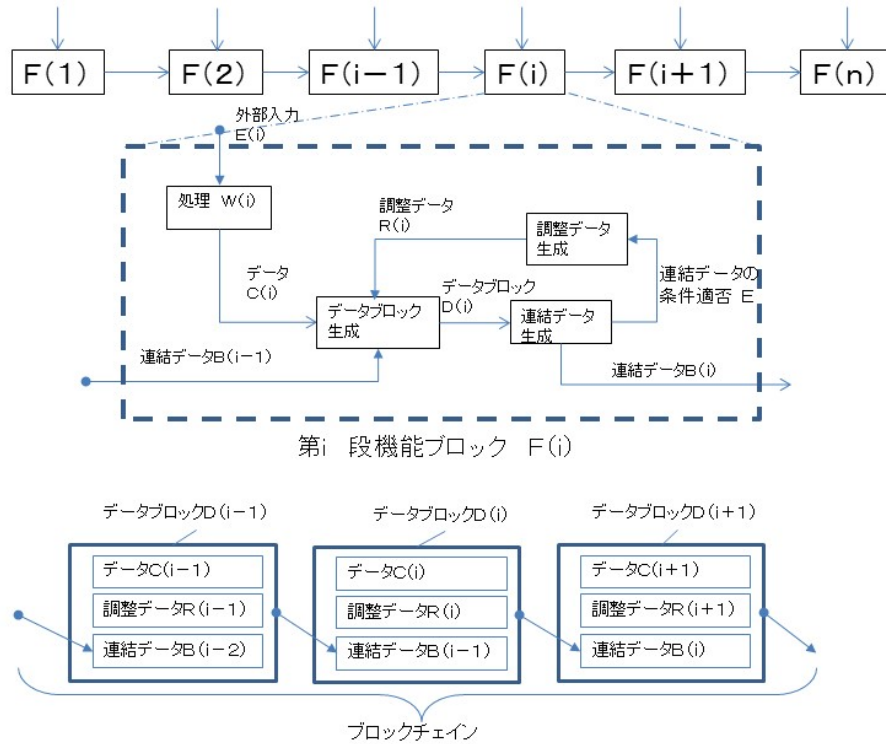 F(1)
F(2)
F(i－1)
F(i)
F(i+1)
F(n)
外部入力
E(i)
処理 W(i)
調整データ
R(i)
調整データ
生成
データ
C(i)
データブロック
D(i)
連結データの
条件適否 E
データブロック
生成
連結データ
生成
連結データB(i－1)
連結データB(i)
第i 段機能ブロック F(i)
データブロックD(i－1)
データブロックD(i)
データブロックD(i+1)
データC(i－1)
調整データR(i－1)
連結データB(i－2)
データC(i)
調整データR(i)
連結データB(i－1)
データC(i+1)
調整データR(i+1)
連結データB(i)
ブロックチェイン